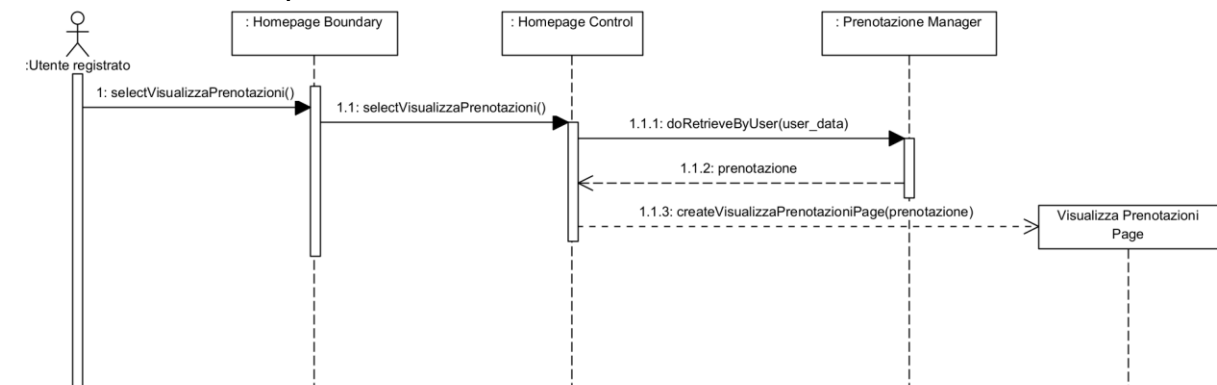 : Homepage Boundary
: Homepage Control
: Prenotazione Manager
:Utente registrato
1: selectVisualizzaPrenotazioni()
1.1: selectVisualizzaPrenotazioni()
1.1.1: doRetrieveByUser(user_data)
1.1.2: prenotazione
1.1.3: createVisualizzaPrenotazioniPage(prenotazione)
Visualizza Prenotazioni
Page